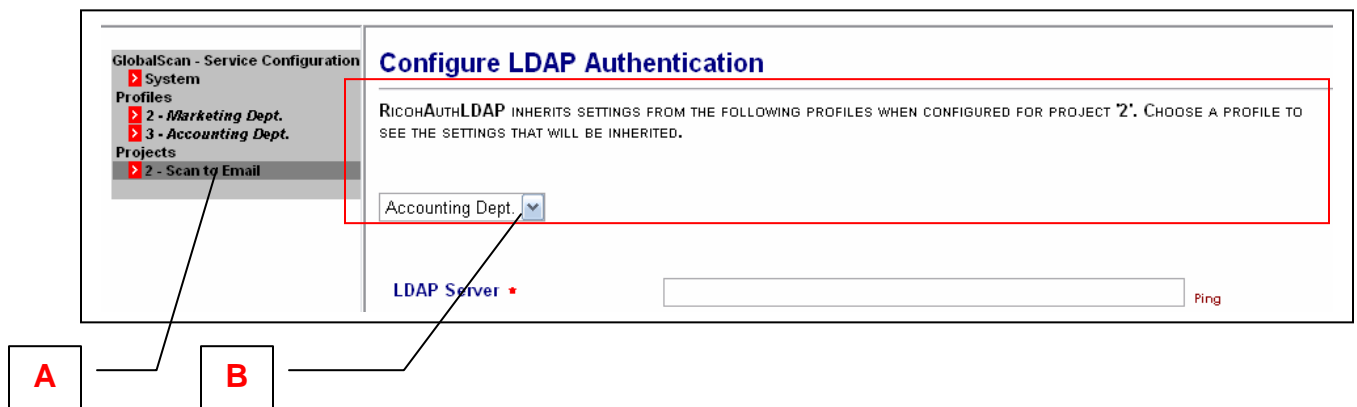 GlobalScan - Service Configuration
System
Profiles
2 - Marketing Dept.
3 - Accounting Dept.
Projects
2 - Scan to Email
Configure LDAP Authentication
RicohAuthLDAP inherits settings from the following profiles when configured for project '2'. Choose a profile to
see the settings that will be inherited.
Accounting Dept.
LDAP Server *
Ping
A
B